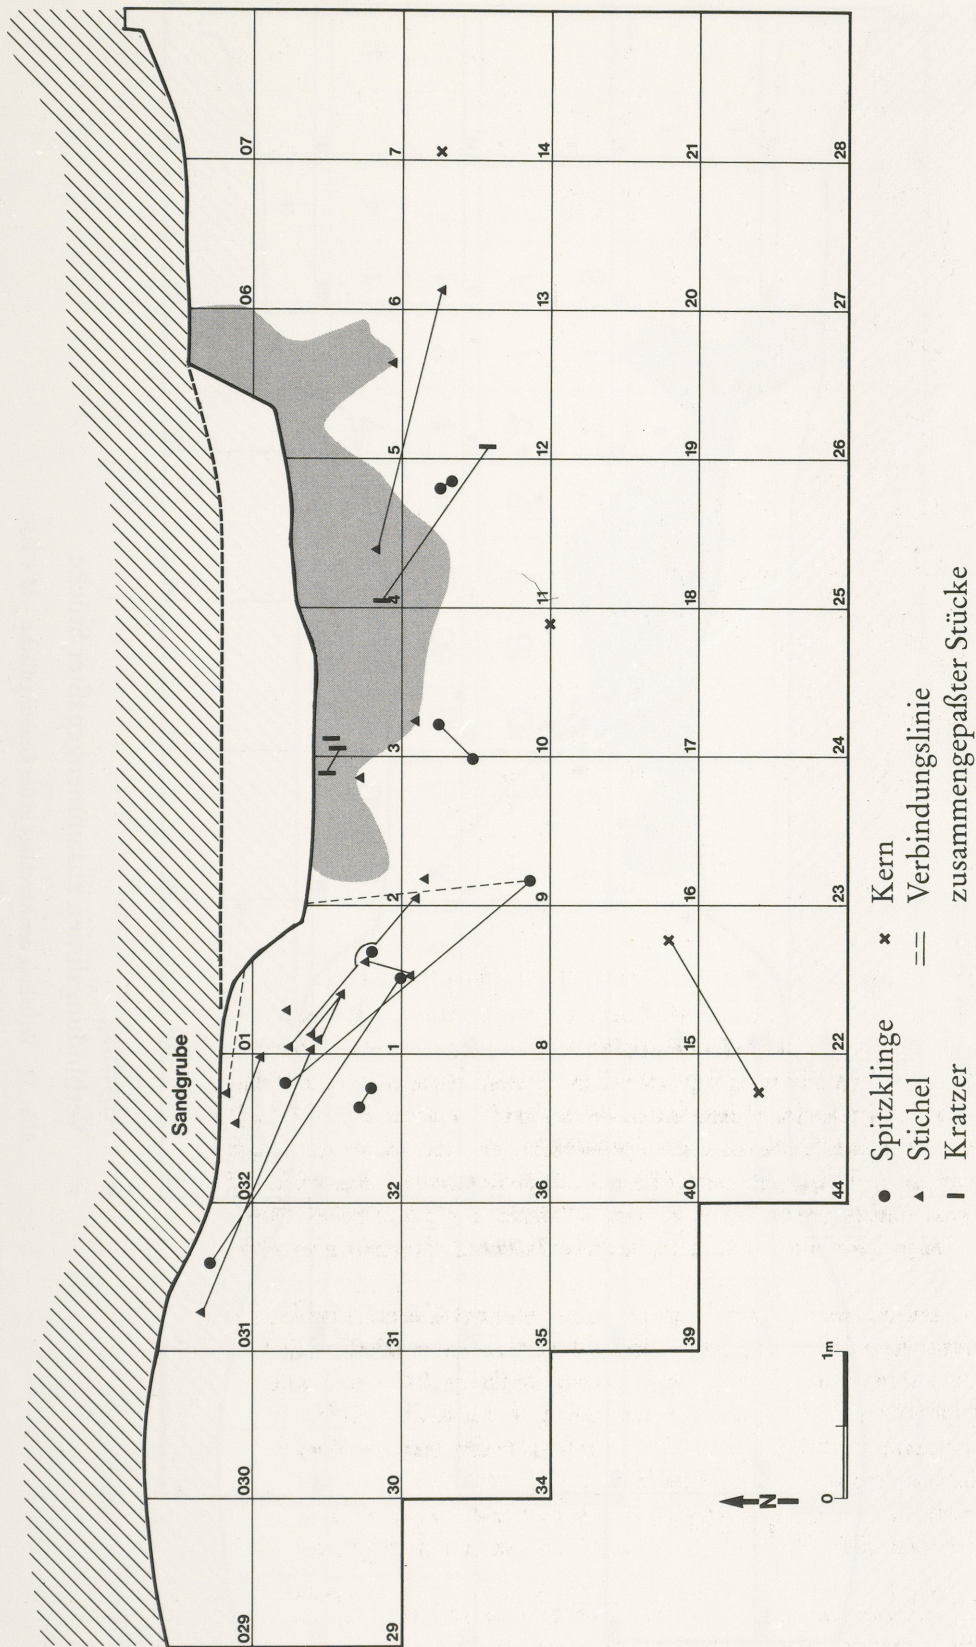 Sandgrube
029 030 031 032 01 06 07
29 30 31 32 1 2 3 4 5 6 7
34 35 36 8 9 10 11 12 13 14
39 40 15 16 17 18 19 20 21
N
0 1m
44 22 23 24 25 26 27 28
Spitzklinge
Stichel
Kratzer
Kern
Verbindungslinie
zusammengepaßter Stücke